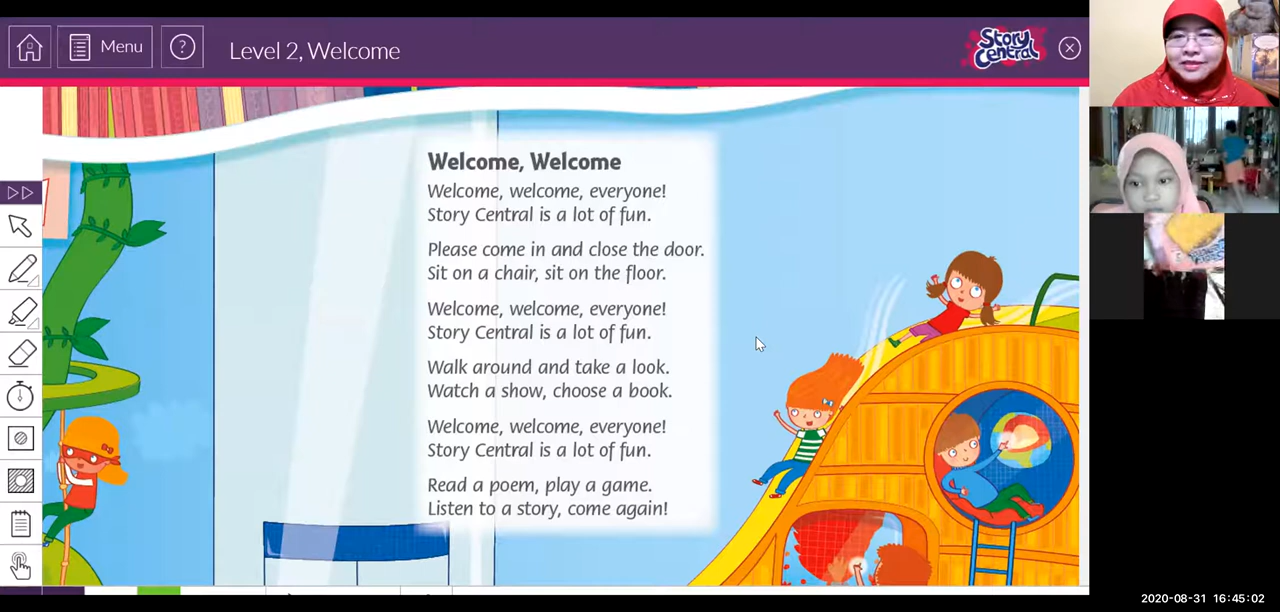 Menu
?
Level 2, Welcome
Story Central
Welcome, Welcome
Welcome, welcome, everyone!
Story Central is a lot of fun.
Please come in and close the door.
Sit on a chair, sit on the floor.
Welcome, welcome, everyone!
Story Central is a lot of fun.
Walk around and take a look.
Watch a show, choose a book.
Welcome, welcome, everyone!
Story Central is a lot of fun.
Read a poem, play a game.
Listen to a story, come again!
2020-08-31 16:45:02